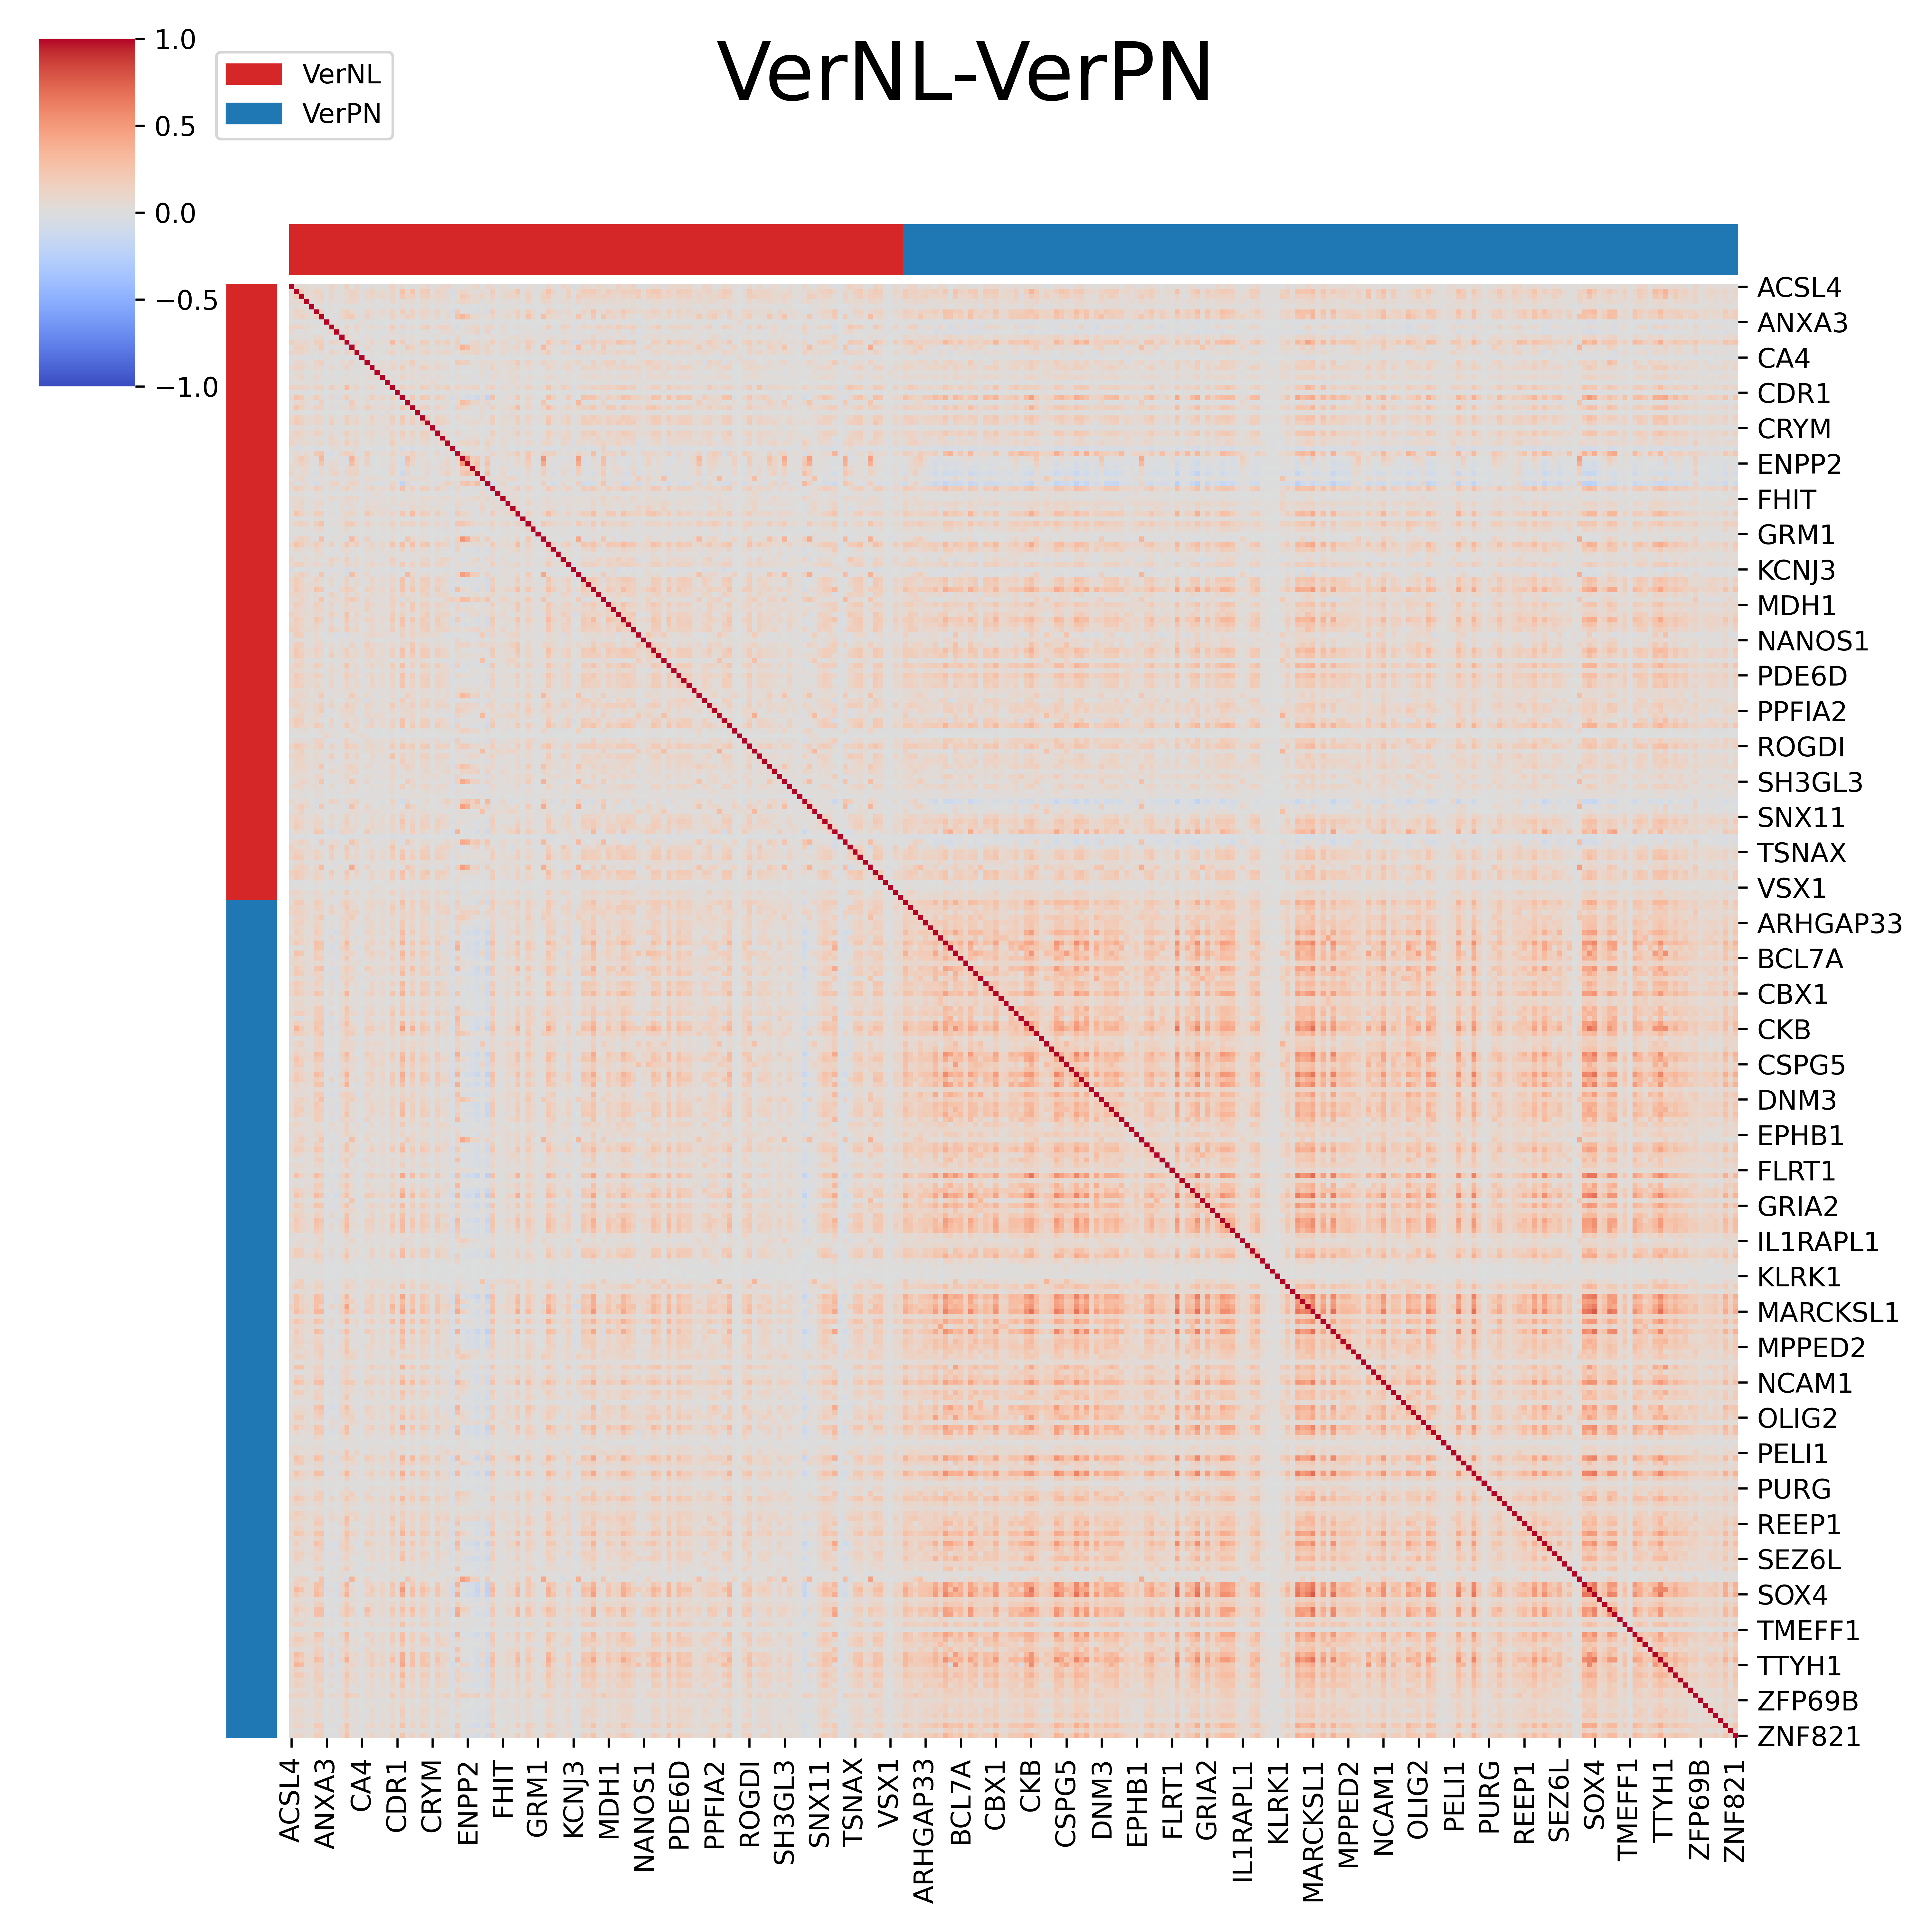 VerNL-VerPN
1.0
0.5
0.0
−0.5
−1.0
VerNL
VerPN
ACSL4
ANXA3
CA4
CDR1
CRYM
ENPP2
FHIT
GRM1
KCNJ3
MDH1
NANOS1
PDE6D
PPFIA2
ROGDI
SH3GL3
SNX11
TSNAX
VSX1
ARHGAP33
BCL7A
CBX1
CKB
CSPG5
DNM3
EPHB1
FLRT1
GRIA2
IL1RAPL1
KLRK1
MARCKSL1
MPPED2
NCAM1
OLIG2
PELI1
PURG
REEP1
SEZ6L
SOX4
TMEFF1
TTYH1
ZFP69B
ZNF821
ACSL4
ANXA3
CA4
CDR1
CRYM
ENPP2
FHIT
GRM1
KCNJ3
MDH1
NANOS1
PDE6D
PPFIA2
ROGDI
SH3GL3
SNX11
TSNAX
VSX1
ARHGAP33
BCL7A
CBX1
CKB
CSPG5
DNM3
EPHB1
FLRT1
GRIA2
IL1RAPL1
KLRK1
MARCKSL1
MPPED2
NCAM1
OLIG2
PELI1
PURG
REEP1
SEZ6L
SOX4
TMEFF1
TTYH1
ZFP69B
ZNF821